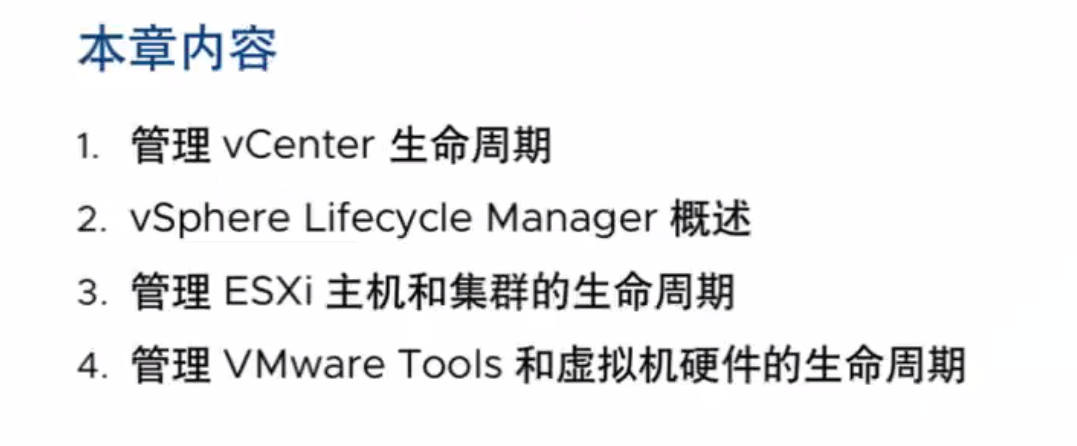 本章内容
1. 管理 vCenter 生命周期
2. vSphere Lifecycle Manager 概述
3. 管理 ESXi 主机和集群的生命周期
4. 管理 VMware Tools 和虚拟机硬件的生命周期